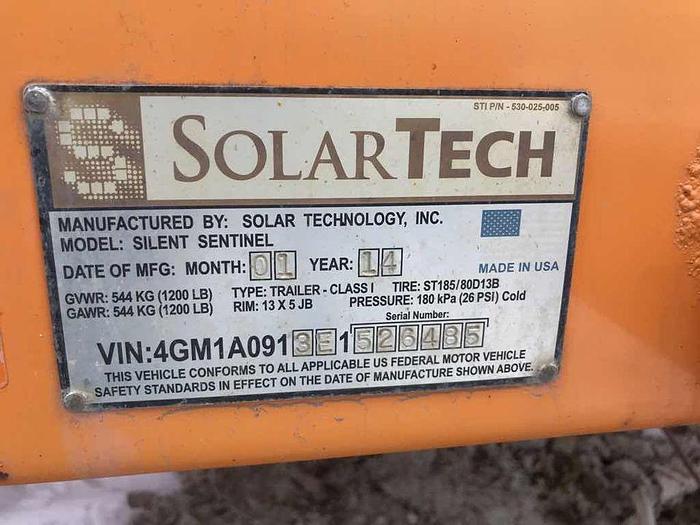 STI P/N - 530-025-005
SOLARTECH
MANUFACTURED BY: SOLAR TECHNOLOGY, INC.
MODEL: SILENT SENTINEL
DATE OF MFG: MONTH: 01 YEAR: 14
MADE IN USA
GVWR: 544 KG (1200 LB) TYPE: TRAILER - CLASS I TIRE: ST185/80D13B
GAWR: 544 KG (1200 LB) RIM: 13 X 5 JB PRESSURE: 180 kPa (26 PSI) Cold
Serial Number:
VIN:4GM1A0913E1526485
THIS VEHICLE CONFORMS TO ALL APPLICABLE US FEDERAL MOTOR VEHICLE
SAFETY STANDARDS IN EFFECT ON THE DATE OF MANUFACTURE SHOWN ABOVE.